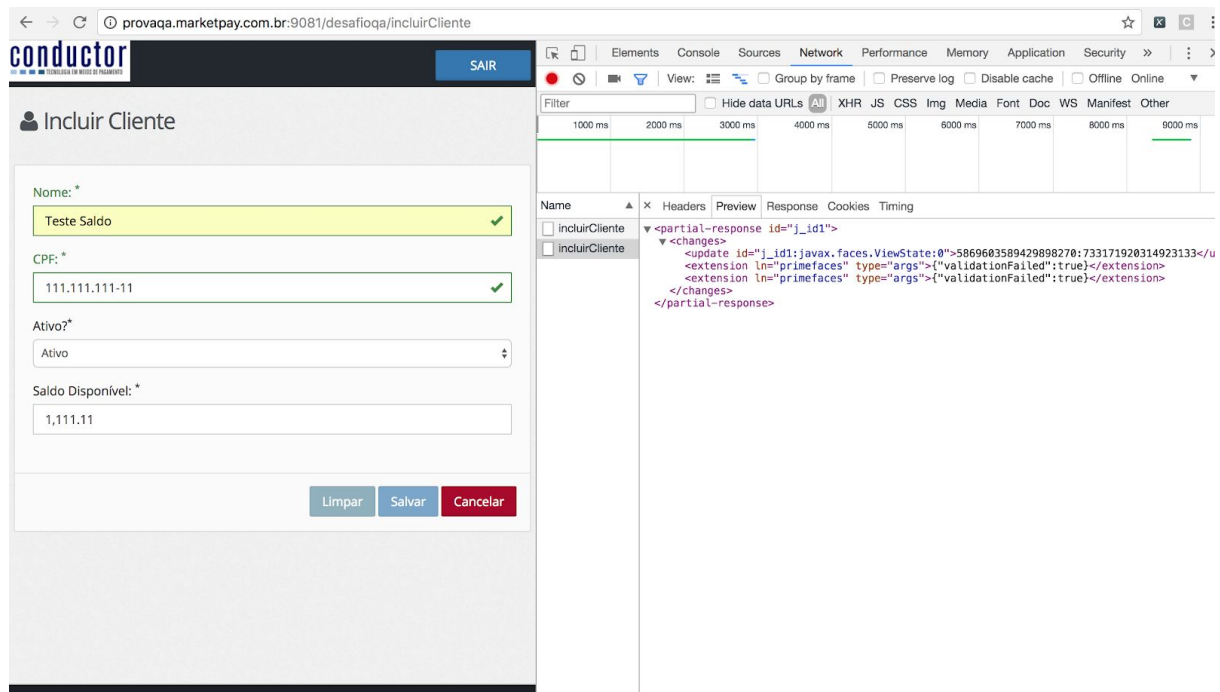 provaqa.marketpay.com.br:9081/desafioqa/incluirCliente
conductor
TECNOLOGIA EM MEIOS DE PAGAMENTO
SAIR
Incluir Cliente
Nome: *
Teste Saldo
CPF: *
111.111.111-11
Ativo?*
Ativo
Saldo Disponível: *
1,111.11
Limpar Salvar Cancelar
Elements Console Sources Network Performance Memory Application Security »
View: Group by frame Preserve log Disable cache Offline Online
Filter Hide data URLs All XHR JS CSS Img Media Font Doc WS Manifest Other
1000 ms 2000 ms 3000 ms 4000 ms 5000 ms 6000 ms 7000 ms 8000 ms 9000 ms
Name × Headers Preview Response Cookies Timing
incluirCliente
incluirCliente
<partial-response id="j_id1">
<changes>
<update id="j_id1:javax.faces.ViewState:0">5869603589429898270:733171920314923133</u
<extension ln="primefaces" type="args">{"validationFailed":true}</extension>
<extension ln="primefaces" type="args">{"validationFailed":true}</extension>
</changes>
</partial-response>